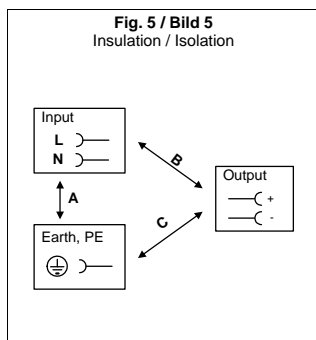 Fig. 5 / Bild 5
Insulation / Isolation
Input
L
N
B
A
Output
+
-
C
Earth, PE